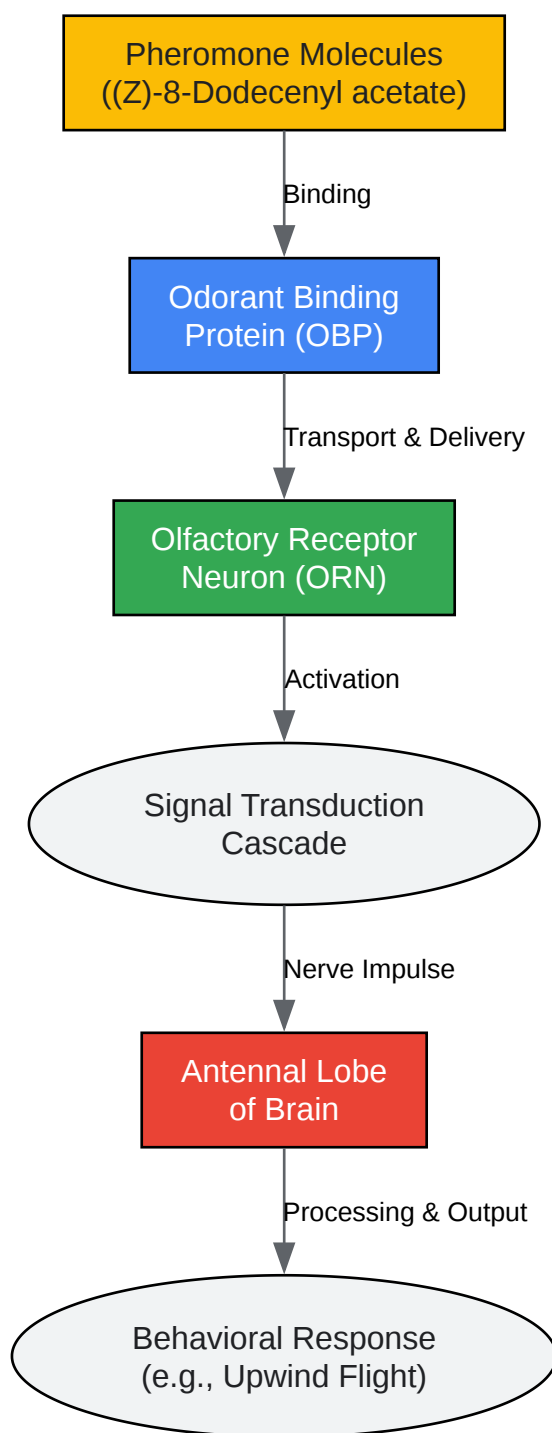 Pheromone Molecules
((Z)-8-Dodecenyl acetate)
Binding
Odorant Binding
Protein (OBP)
Transport & Delivery
Olfactory Receptor
Neuron (ORN)
Activation
Signal Transduction
Cascade
Nerve Impulse
Antennal Lobe
of Brain
Processing & Output
Behavioral Response
(e.g., Upwind Flight)